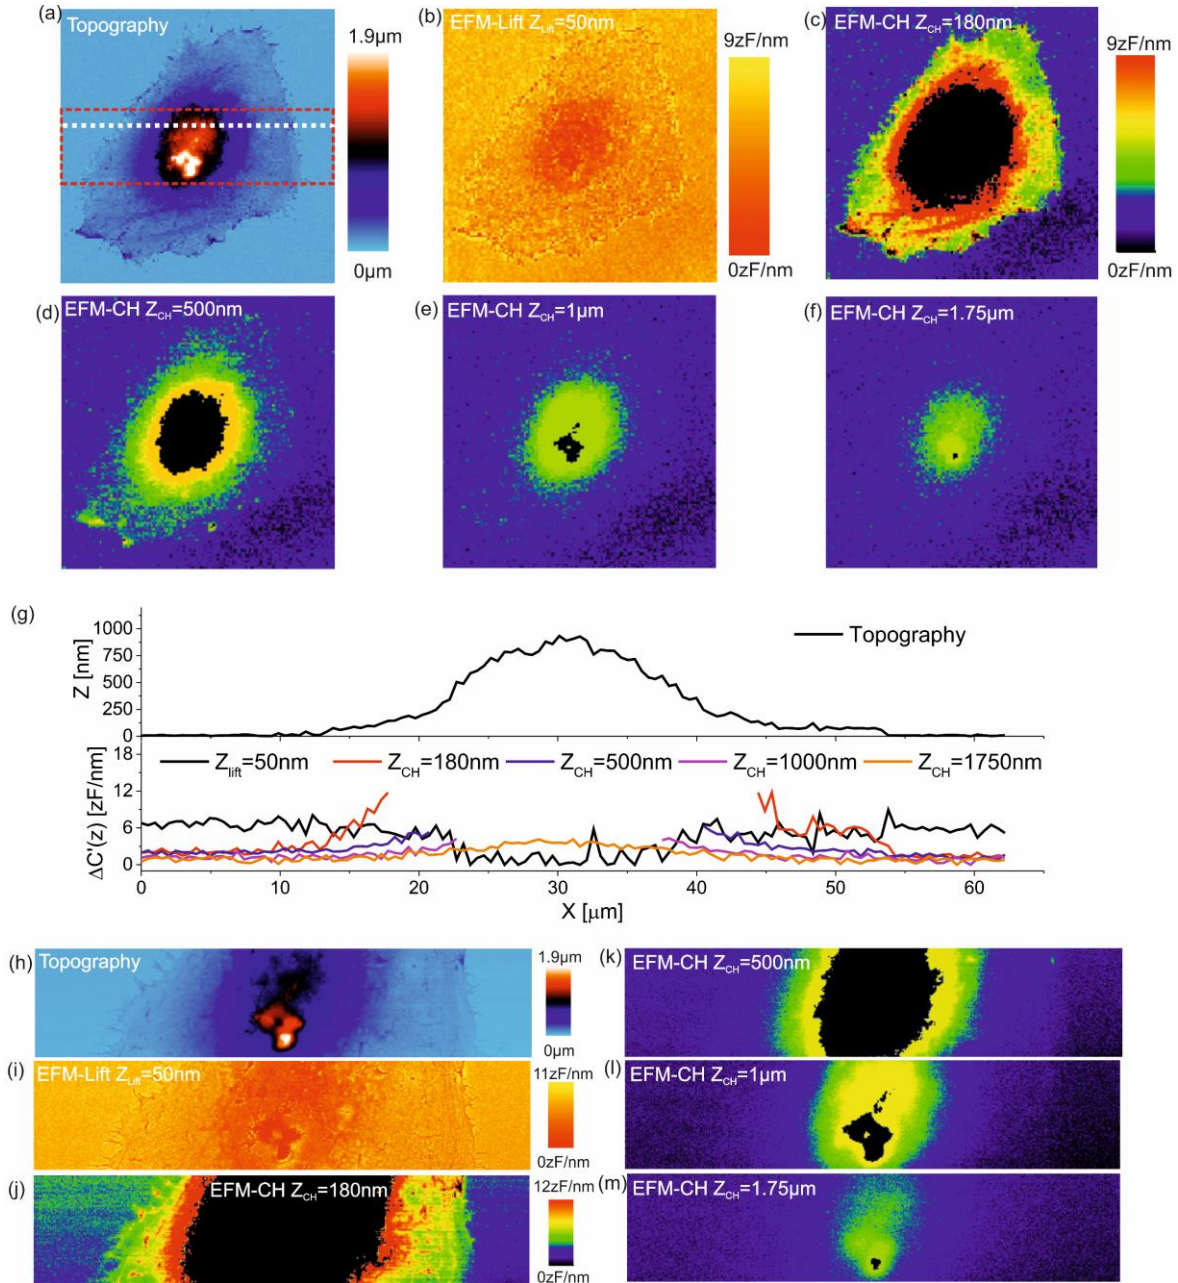 (a) Topography
1.9µm
0µm
(b) EFM-Lift Z_Lift=50nm
9zF/nm
0zF/nm
(c) EFM-CH Z_CH=180nm
9zF/nm
0zF/nm
(d) EFM-CH Z_CH=500nm
(e) EFM-CH Z_CH=1µm
(f) EFM-CH Z_CH=1.75µm
(g)
Z [nm]
1000
750
500
250
0
Topography
ΔC'(z) [zF/nm]
18
12
6
0
Z_lift=50nm Z_CH=180nm Z_CH=500nm Z_CH=1000nm Z_CH=1750nm
0 10 20 30 40 50 60
X [µm]
(h) Topography
1.9µm
0µm
(i) EFM-Lift Z_Lift=50nm
11zF/nm
0zF/nm
(j) EFM-CH Z_CH=180nm
12zF/nm
0zF/nm
(k) EFM-CH Z_CH=500nm
(l) EFM-CH Z_CH=1µm
(m) EFM-CH Z_CH=1.75µm